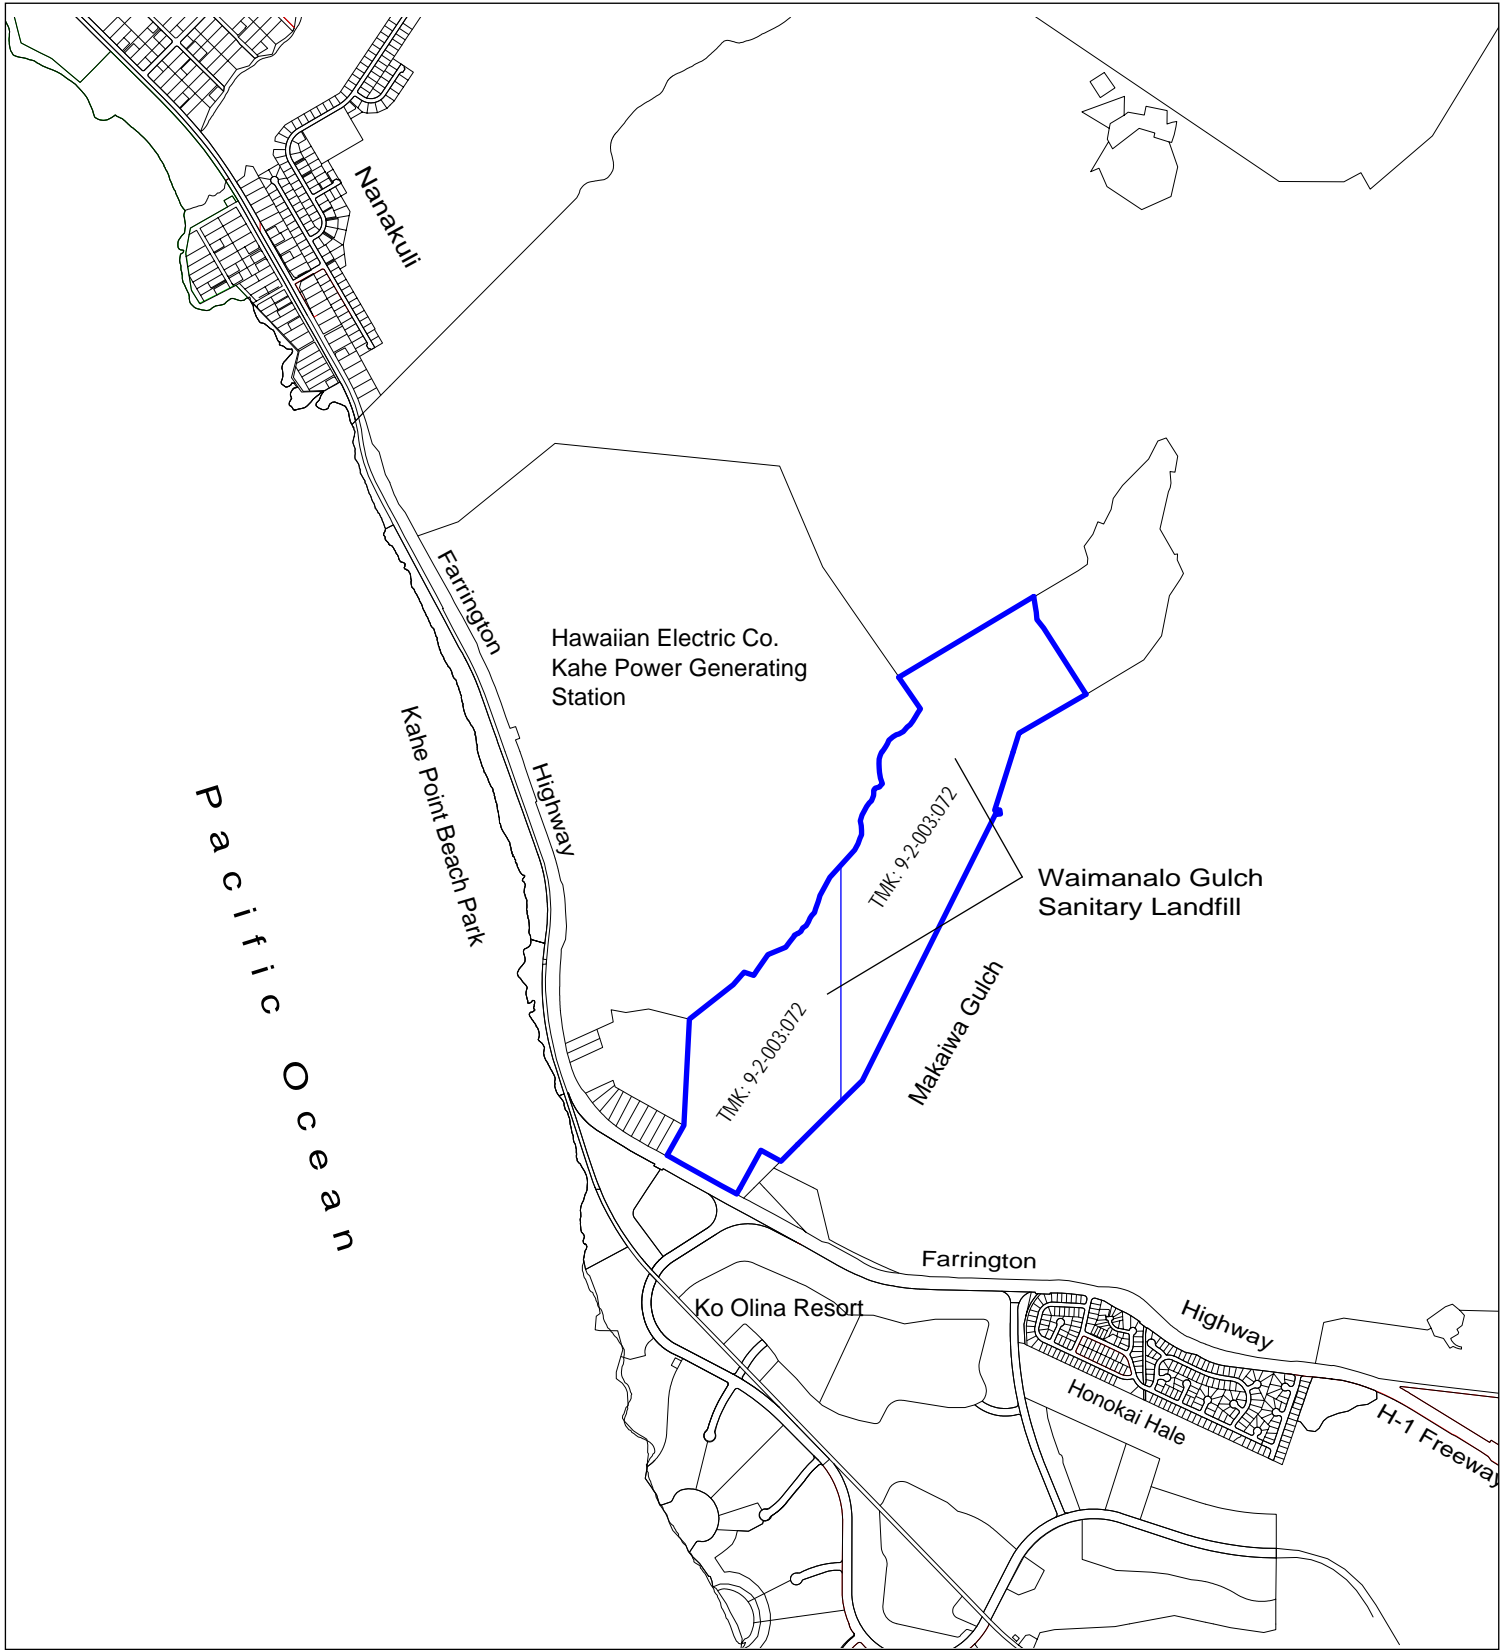 Nanakuli
Farrington
Hawaiian Electric Co.
Kahe Power Generating
Station
Kahe Point Beach Park
Highway
Pacific Ocean
TMK: 9-2-003:072
Waimanalo Gulch
Sanitary Landfill
TMK: 9-2-003:072
Makaiwa Gulch
Farrington
Ko Olina Resort
Highway
Honokai Hale
H-1 Freeway